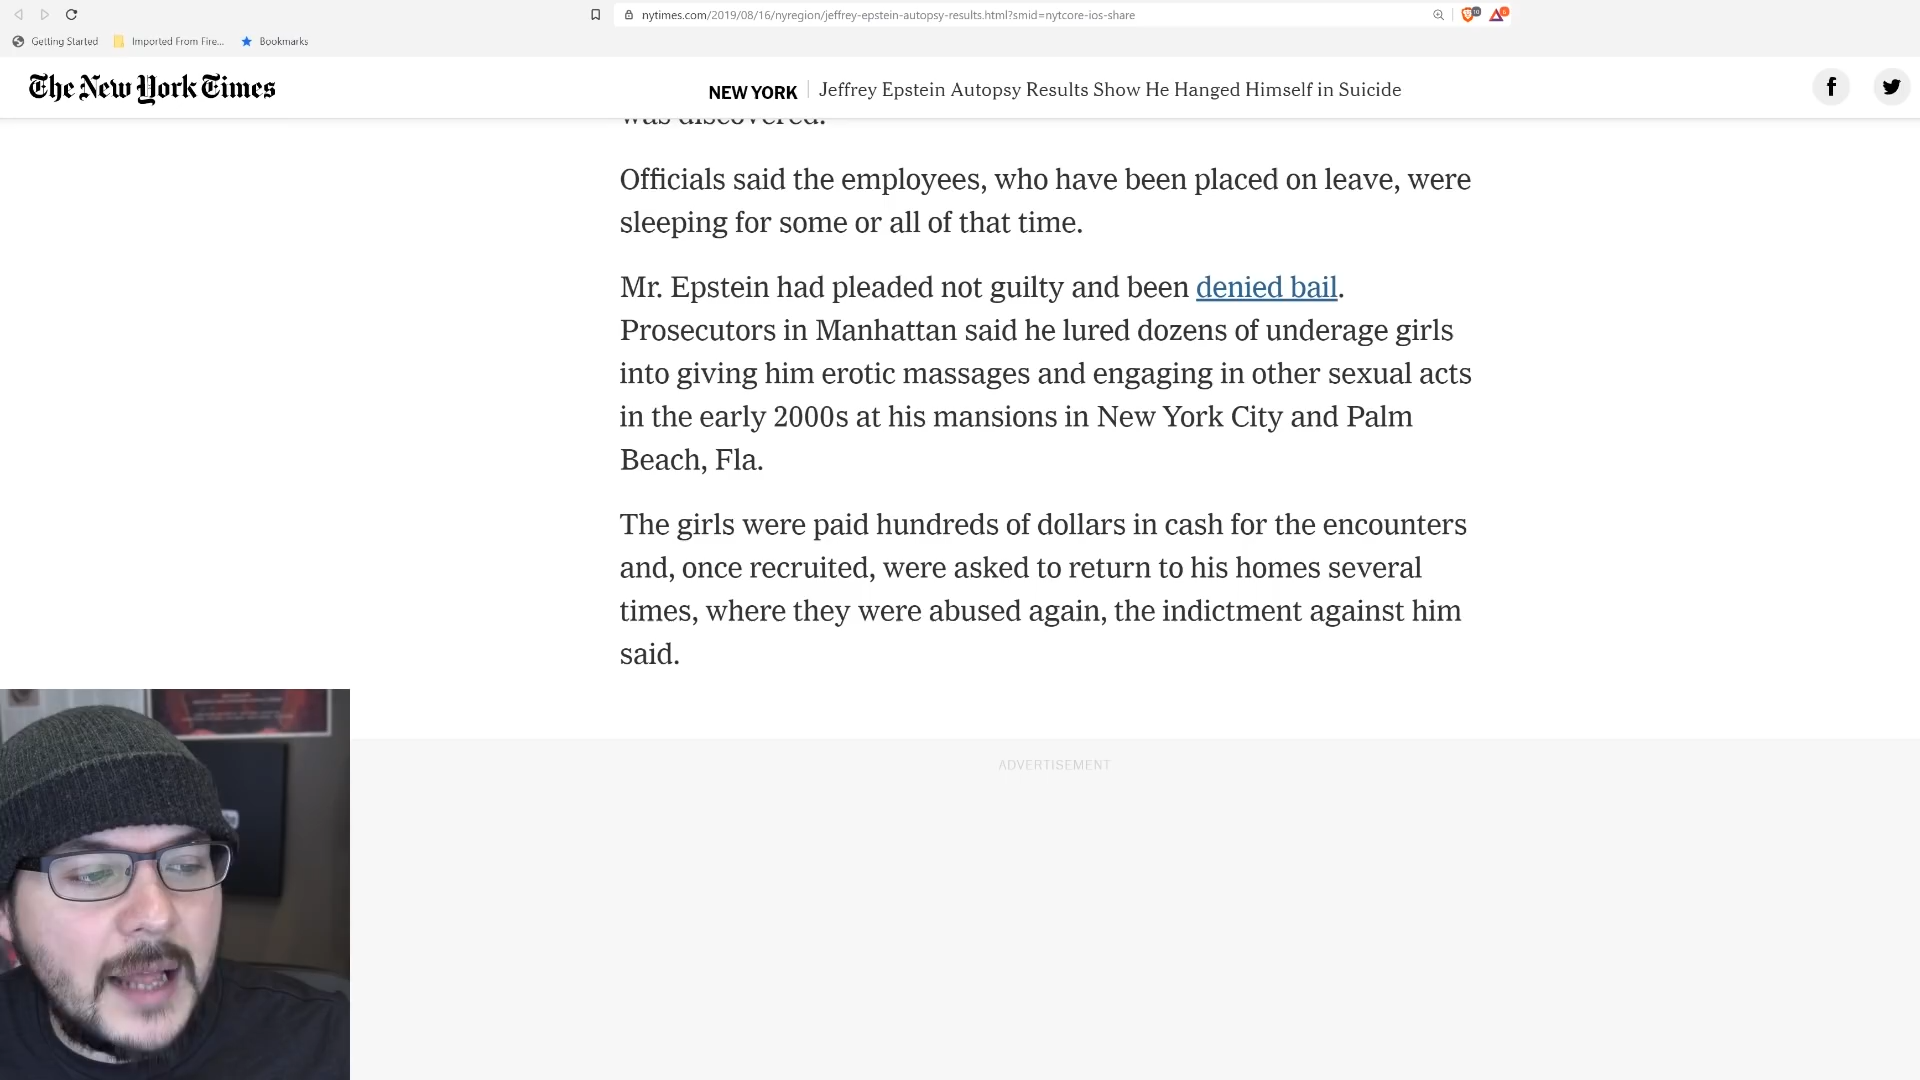 nytimes.com/2019/08/16/nyregion/jeffrey-epstein-autopsy-results.html?smid=nytcore-ios-share
Getting Started Imported From Fire... Bookmarks
The New York Times NEW YORK Jeffrey Epstein Autopsy Results Show He Hanged Himself in Suicide
was discovered.
Officials said the employees, who have been placed on leave, were
sleeping for some or all of that time.
Mr. Epstein had pleaded not guilty and been denied bail.
Prosecutors in Manhattan said he lured dozens of underage girls
into giving him erotic massages and engaging in other sexual acts
in the early 2000s at his mansions in New York City and Palm
Beach, Fla.
The girls were paid hundreds of dollars in cash for the encounters
and, once recruited, were asked to return to his homes several
times, where they were abused again, the indictment against him
said.
ADVERTISEMENT